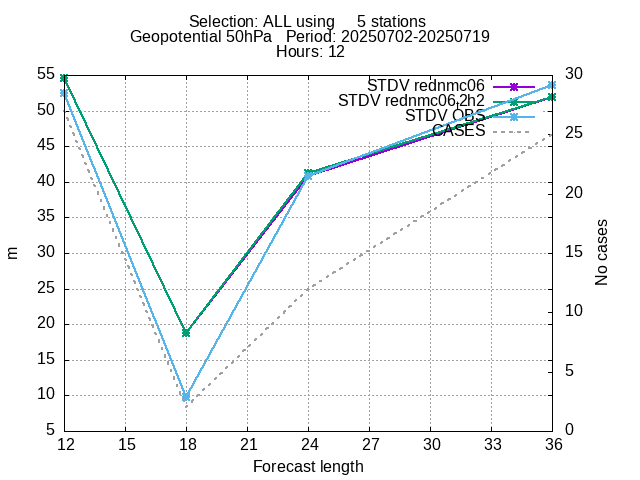 Selection: ALL using     5 stations
Geopotential 50hPa   Period: 20250702-20250719
Hours: 12
STDV rednmc06
STDV rednmc06,2h2
STDV OBS
CASES
55
50
45
40
35
30
25
20
15
10
5
30
25
20
15
10
5
0
m
No cases
12 15 18 21 24 27 30 33 36
Forecast length